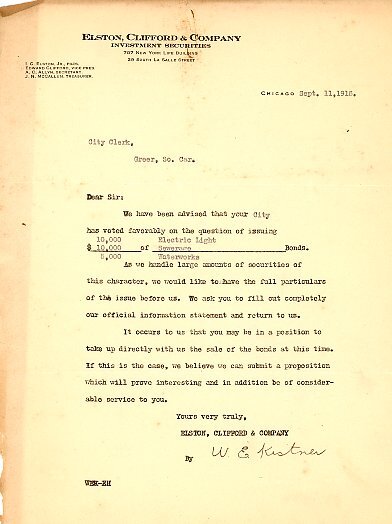 ELSTON, CLIFFORD & COMPANY
INVESTMENT SECURITIES
707 NEW YORK LIFE BUILDING
39 SOUTH LA SALLE STREET
I. C. ELSTON, JR., PRES.
EDWARD CLIFFORD, VICE PRES.
A. C. ALLYN, SECRETARY.
J. N. MCCALLUM, TREASURER.
CHICAGO Sept. 11, 1915.
City Clerk,
Greer, So. Car.
Dear Sir:
We have been advised that your City
has voted favorably on the question of issuing
10,000 Electric Light
$ 10,000 of Sewerage Bonds.
5,000 Waterworks
As we handle large amounts of securities of
this character, we would like to have the full particulars
of the issue before us. We ask you to fill out completely
our official information statement and return to us.
It occurs to us that you may be in a position to
take up directly with us the sale of the bonds at this time.
If this is the case, we believe we can submit a proposition
which will prove interesting and in addition be of consider-
able service to you.
Yours very truly,
ELSTON, CLIFFORD & COMPANY
By W. E. Kistner
WEK-EH